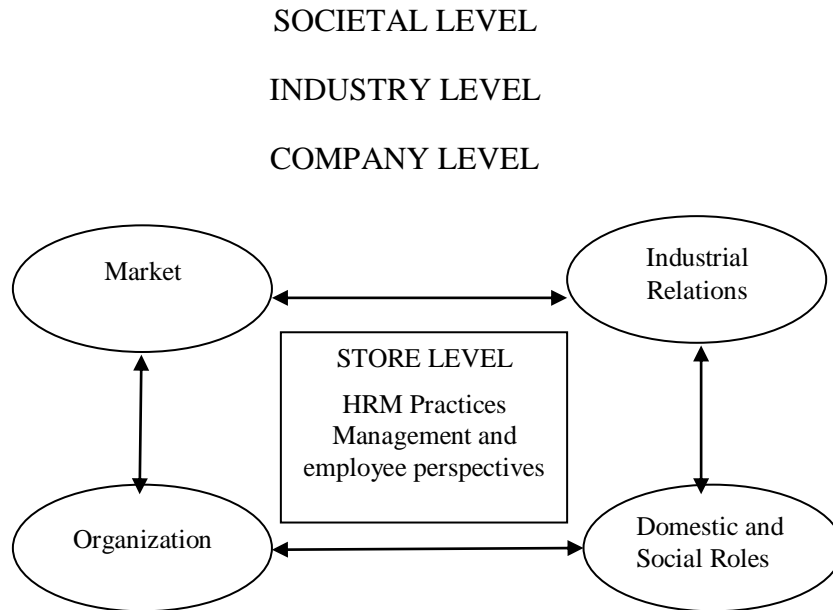 SOCIETAL LEVEL
INDUSTRY LEVEL
COMPANY LEVEL
Market
Industrial
Relations
STORE LEVEL
HRM Practices
Management and
employee perspectives
Organization
Domestic and
Social Roles